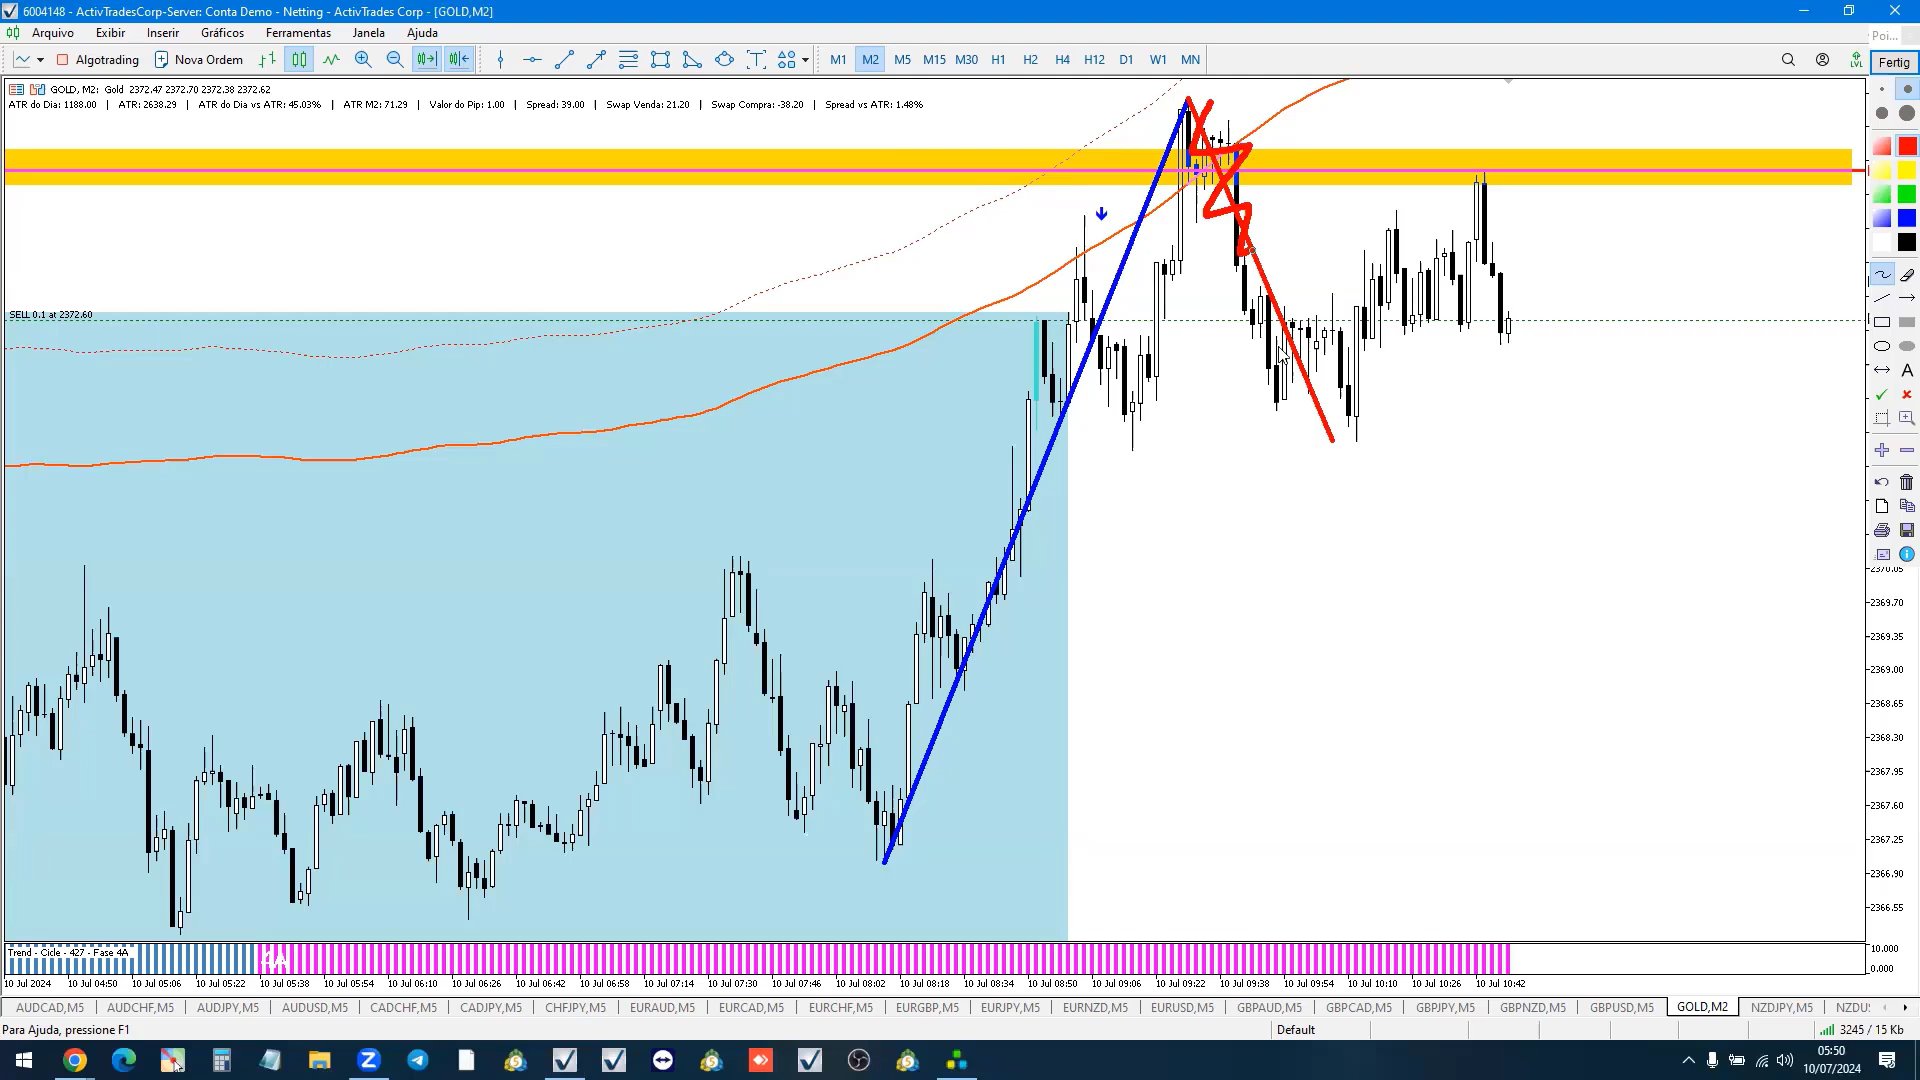 6004148 - ActivTradesCorp-Server: Conta Demo - Netting - ActivTrades Corp - [GOLD,M2]
Arquivo Exibir Inserir Gráficos Ferramentas Janela Ajuda
Poi...
Algotrading Nova Ordem M1 M2 M5 M15 M30 H1 H2 H4 H12 D1 W1 MN
LVL
Fertig
GOLD, M2: Gold 2372.47 2372.70 2372.38 2372.62
ATR do Dia: 1188.00 | ATR: 2638.29 | ATR do Dia vs ATR: 45.03% | ATR M2: 71.29 | Valor do Pip: 1.00 | Spread: 39.00 | Swap Venda: 21.20 | Swap Compra: -38.20 | Spread vs ATR: 1.48%
SELL 0.1 at 2372.60
A
2370.05
2369.70
2369.35
2369.00
2368.65
2368.30
2367.95
2367.60
2367.25
2366.90
2366.55
Trend - Cicle - 427 - Fase 4A
4A
10.000
0.000
10 Jul 2024 10 Jul 04:50 10 Jul 05:06 10 Jul 05:22 10 Jul 05:38 10 Jul 05:54 10 Jul 06:10 10 Jul 06:26 10 Jul 06:42 10 Jul 06:58 10 Jul 07:14 10 Jul 07:30 10 Jul 07:46 10 Jul 08:02 10 Jul 08:18 10 Jul 08:34 10 Jul 08:50 10 Jul 09:06 10 Jul 09:22 10 Jul 09:38 10 Jul 09:54 10 Jul 10:10 10 Jul 10:26 10 Jul 10:42
AUDCAD,M5 AUDCHF,M5 AUDJPY,M5 AUDUSD,M5 CADCHF,M5 CADJPY,M5 CHFJPY,M5 EURAUD,M5 EURCAD,M5 EURCHF,M5 EURGBP,M5 EURJPY,M5 EURNZD,M5 EURUSD,M5 GBPAUD,M5 GBPCAD,M5 GBPJPY,M5 GBPNZD,M5 GBPUSD,M5 GOLD,M2 NZDJPY,M5 NZDU:
Para Ajuda, pressione F1 Default 3245 / 15 Kb
05:50
10/07/2024